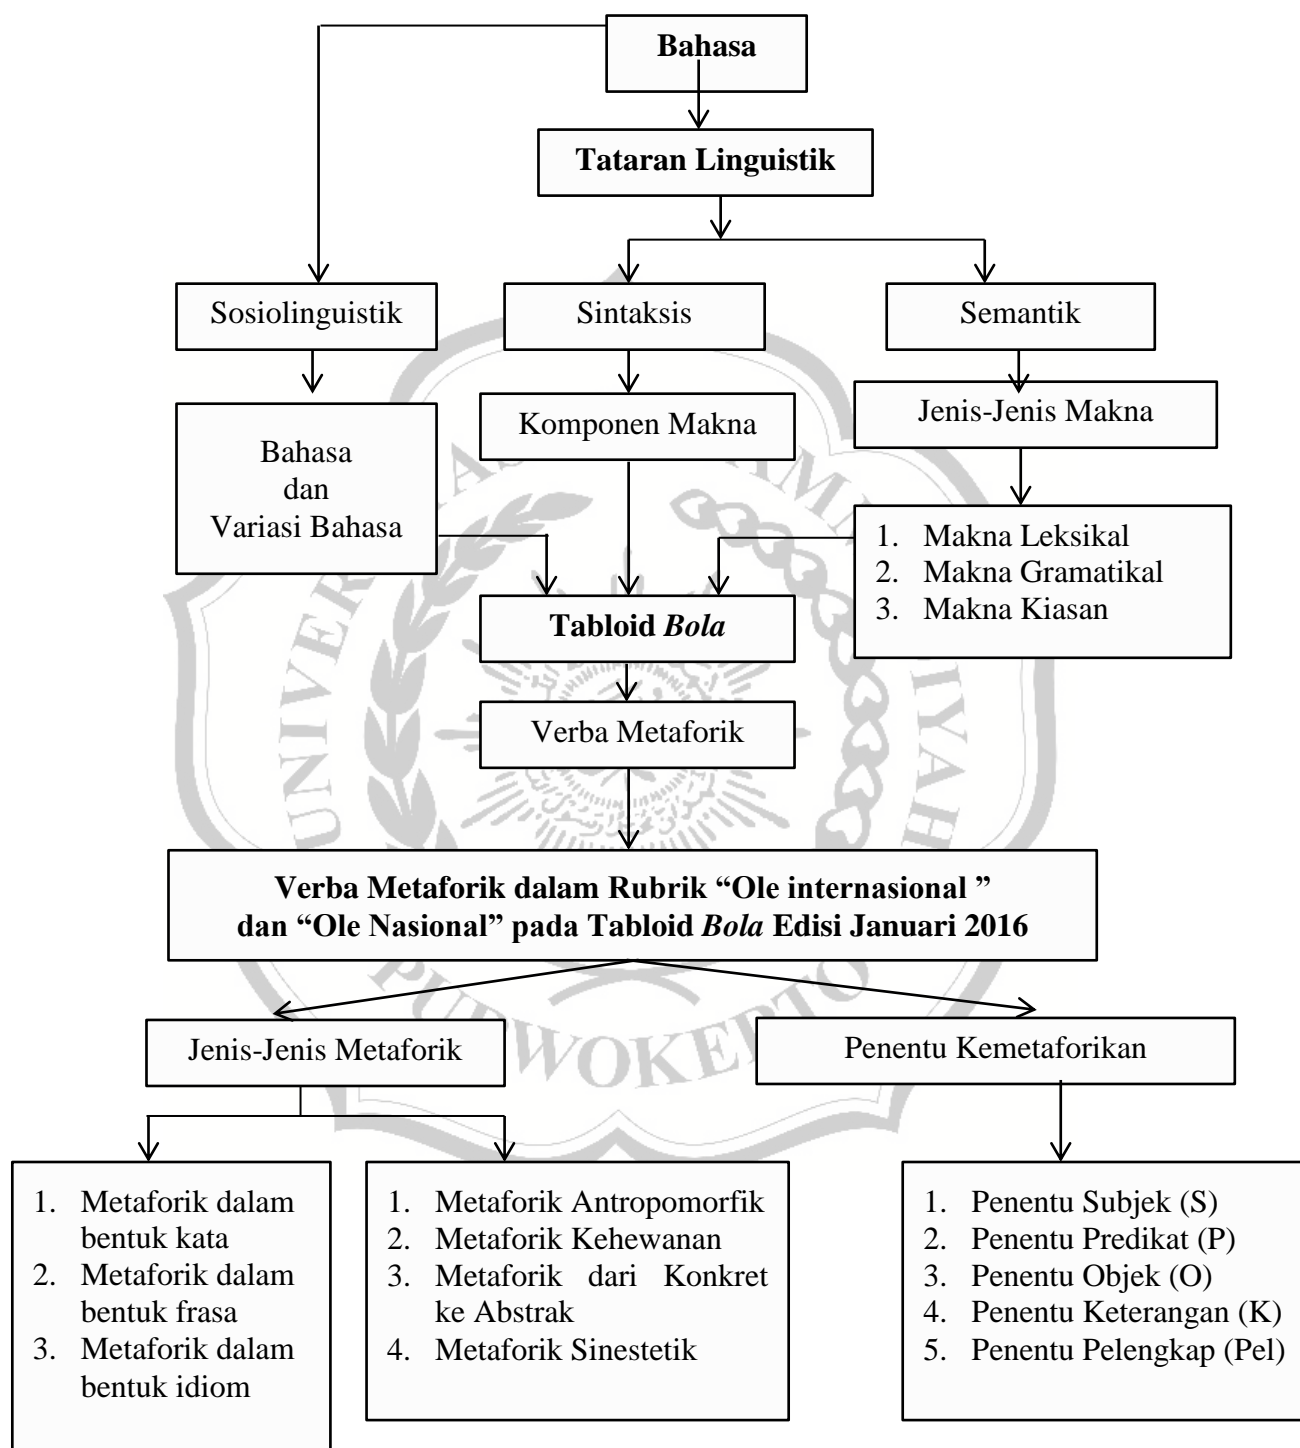 Bahasa
Tataran Linguistik
Sosiolinguistik
Sintaksis
Semantik
Bahasa
dan
Variasi Bahasa
Komponen Makna
Jenis-Jenis Makna
1. Makna Leksikal
2. Makna Gramatikal
3. Makna Kiasan
Tabloid Bola
Verba Metaforik
Verba Metaforik dalam Rubrik “Ole internasional ”
dan “Ole Nasional” pada Tabloid Bola Edisi Januari 2016
PURWOKERTO
Jenis-Jenis Metaforik
Penentu Kemetaforikan
1. Metaforik dalam
bentuk kata
2. Metaforik dalam
bentuk frasa
3. Metaforik dalam
bentuk idiom
1. Metaforik Antropomorfik
2. Metaforik Kehewanan
3. Metaforik dari Konkret
ke Abstrak
4. Metaforik Sinestetik
1. Penentu Subjek (S)
2. Penentu Predikat (P)
3. Penentu Objek (O)
4. Penentu Keterangan (K)
5. Penentu Pelengkap (Pel)